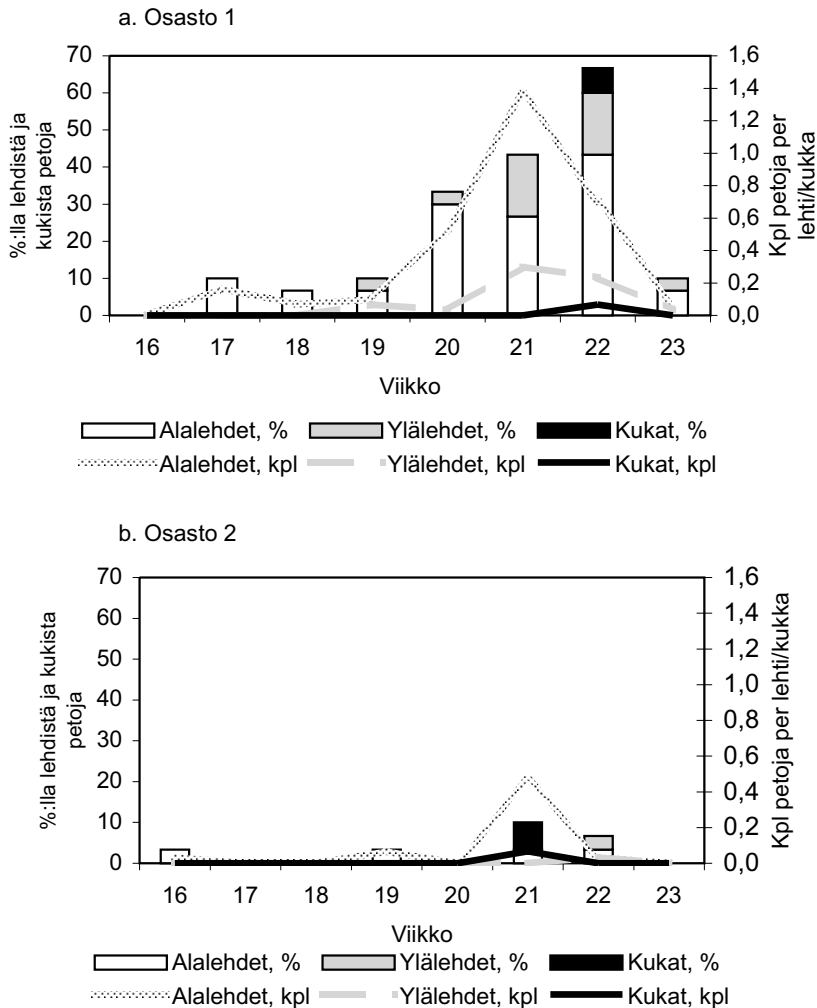 a. Osasto 1
%:lla lehdistä ja
kukista petoja
70
60
50
40
30
20
10
0
1,6
1,4
1,2
1,0
0,8
0,6
0,4
0,2
0,0
Kpl petoja per
lehti/kukka
16 17 18 19 20 21 22 23
Viikko
Alalehdet, % Ylälehdet, % Kukat, %
Alalehdet, kpl Ylälehdet, kpl Kukat, kpl
b. Osasto 2
%:lla lehdistä ja kukista
petoja
70
60
50
40
30
20
10
0
1,6
1,4
1,2
1,0
0,8
0,6
0,4
0,2
0,0
Kpl petoja per lehti/kukka
16 17 18 19 20 21 22 23
Viikko
Alalehdet, % Ylälehdet, % Kukat, %
Alalehdet, kpl Ylälehdet, kpl Kukat, kpl